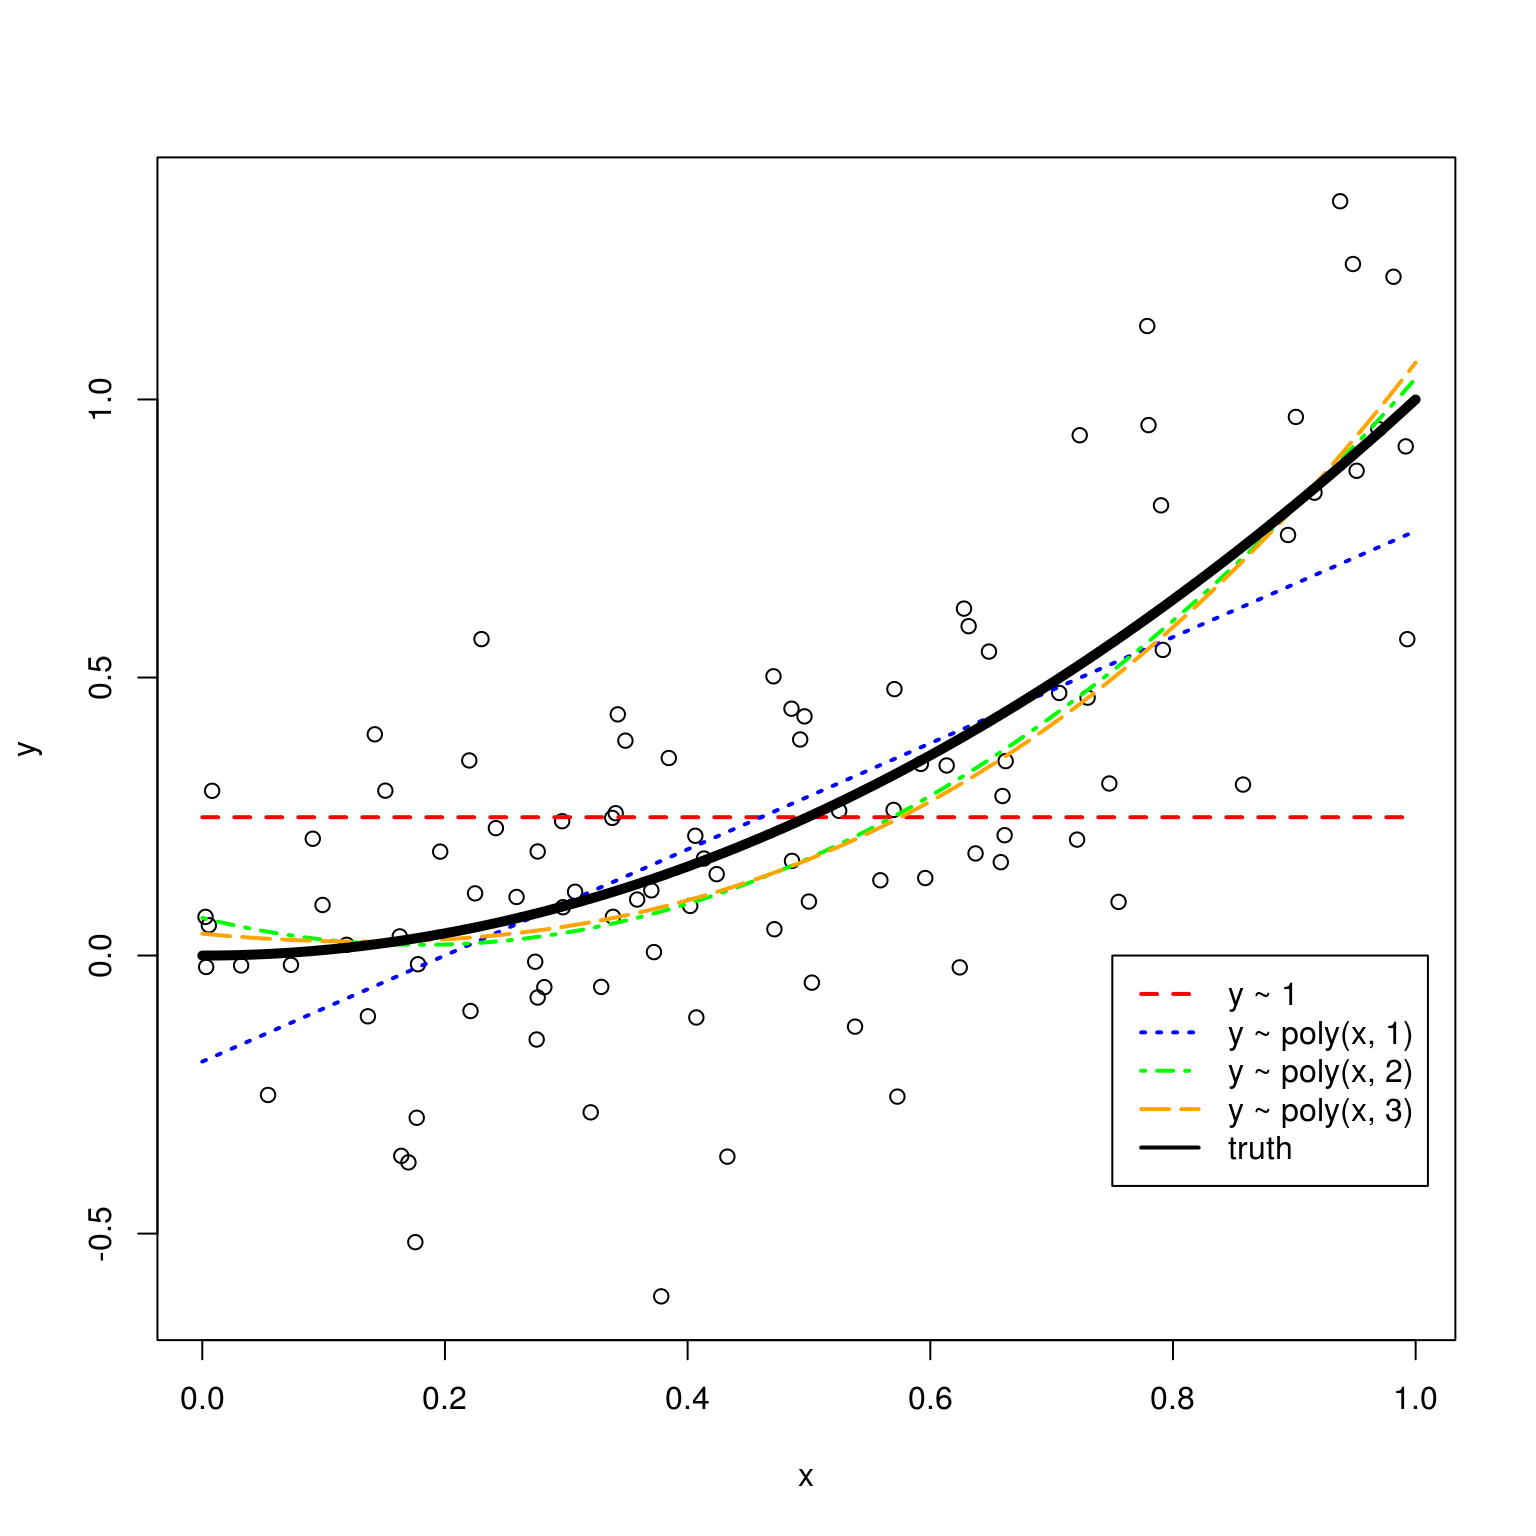 y
1.0
0.5
0.0
-0.5
y ~ 1
y ~ poly(x, 1)
y ~ poly(x, 2)
y ~ poly(x, 3)
truth
0.0 0.2 0.4 0.6 0.8 1.0
x